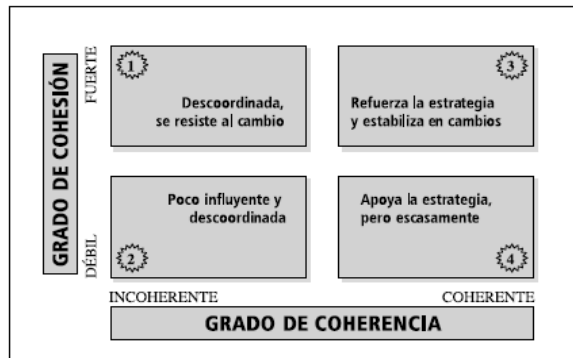 GRADO DE COHESIÓN
FUERTE
DÉBIL
1
Descoordinada,
se resiste al cambio
3
Refuerza la estrategia
y estabiliza en cambios
Poco influyente y
descoordinada
2
Apoya la estrategia,
pero escasamente
4
INCOHERENTE
COHERENTE
GRADO DE COHERENCIA